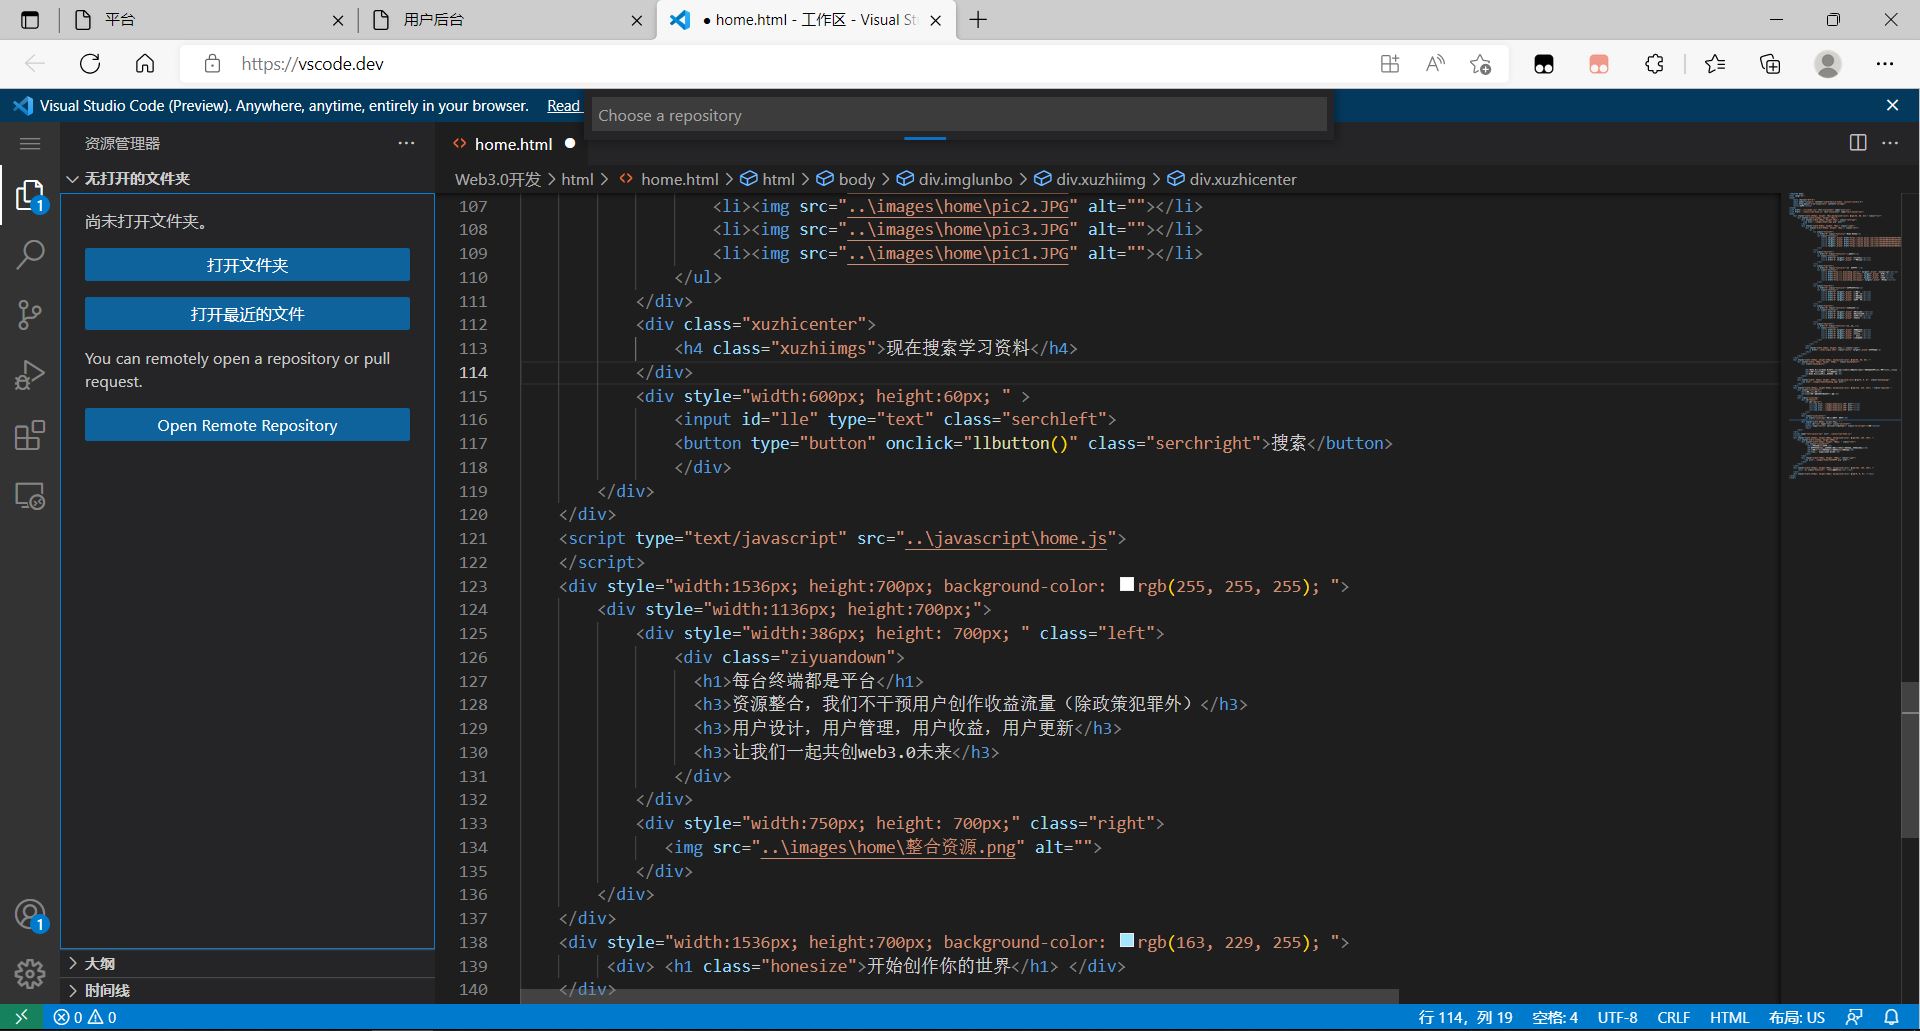 平台
用户后台
● home.html - 工作区 - Visual St
https://vscode.dev
Visual Studio Code (Preview). Anywhere, anytime, entirely in your browser. Read
Choose a repository
资源管理器
home.html
无打开的文件夹
Web3.0开发 > html > home.html > html > body > div.imglunbo > div.xuzhiimg > div.xuzhicenter
尚未打开文件夹。
打开文件夹
打开最近的文件
You can remotely open a repository or pull
request.
Open Remote Repository
1
1
大纲
时间线
107 <li><img src="..\images\home\pic2.JPG" alt=""></li>
108 <li><img src="..\images\home\pic3.JPG" alt=""></li>
109 <li><img src="..\images\home\pic1.JPG" alt=""></li>
110 </ul>
111 </div>
112 <div class="xuzhicenter">
113 <h4 class="xuzhiimgs">现在搜索学习资料</h4>
114 </div>
115 <div style="width:600px; height:60px; " >
116 <input id="lle" type="text" class="serchleft">
117 <button type="button" onclick="llbutton()" class="serchright">搜索</button>
118 </div>
119 </div>
120 </div>
121 <script type="text/javascript" src="..\javascript\home.js">
122 </script>
123 <div style="width:1536px; height:700px; background-color: rgb(255, 255, 255); ">
124 <div style="width:1136px; height:700px;">
125 <div style="width:386px; height: 700px; " class="left">
126 <div class="ziyuandown">
127 <h1>每台终端都是平台</h1>
128 <h3>资源整合，我们不干预用户创作收益流量（除政策犯罪外）</h3>
129 <h3>用户设计，用户管理，用户收益，用户更新</h3>
130 <h3>让我们一起共创web3.0未来</h3>
131 </div>
132 </div>
133 <div style="width:750px; height: 700px;" class="right">
134 <img src="..\images\home\整合资源.png" alt="">
135 </div>
136 </div>
137 </div>
138 <div style="width:1536px; height:700px; background-color: rgb(163, 229, 255); ">
139 <div> <h1 class="honesize">开始创作你的世界</h1> </div>
140 </div>
0 0 行 114，列 19 空格: 4 UTF-8 CRLF HTML 布局: US